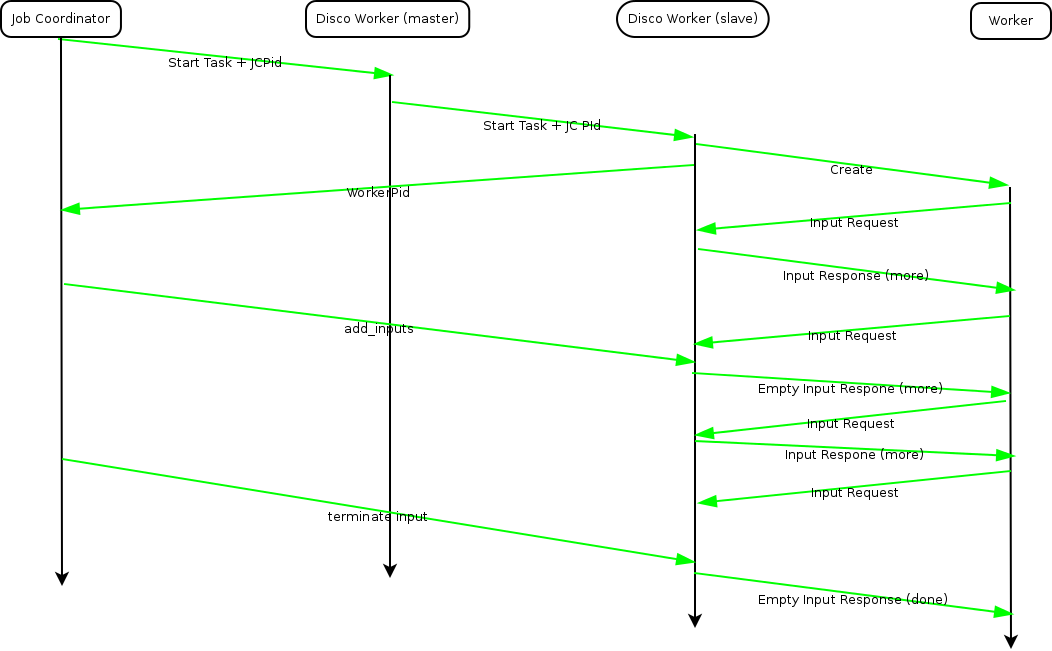 Job Coordinator
Disco Worker (master)
Disco Worker (slave)
Worker
Start Task + JCPid
Start Task + JC PId
Create
WorkerPid
Input Request
Input Response (more)
add_inputs
Input Request
Empty Input Respone (more)
Input Request
Input Respone (more)
Input Request
terminate input
Empty Input Response (done)